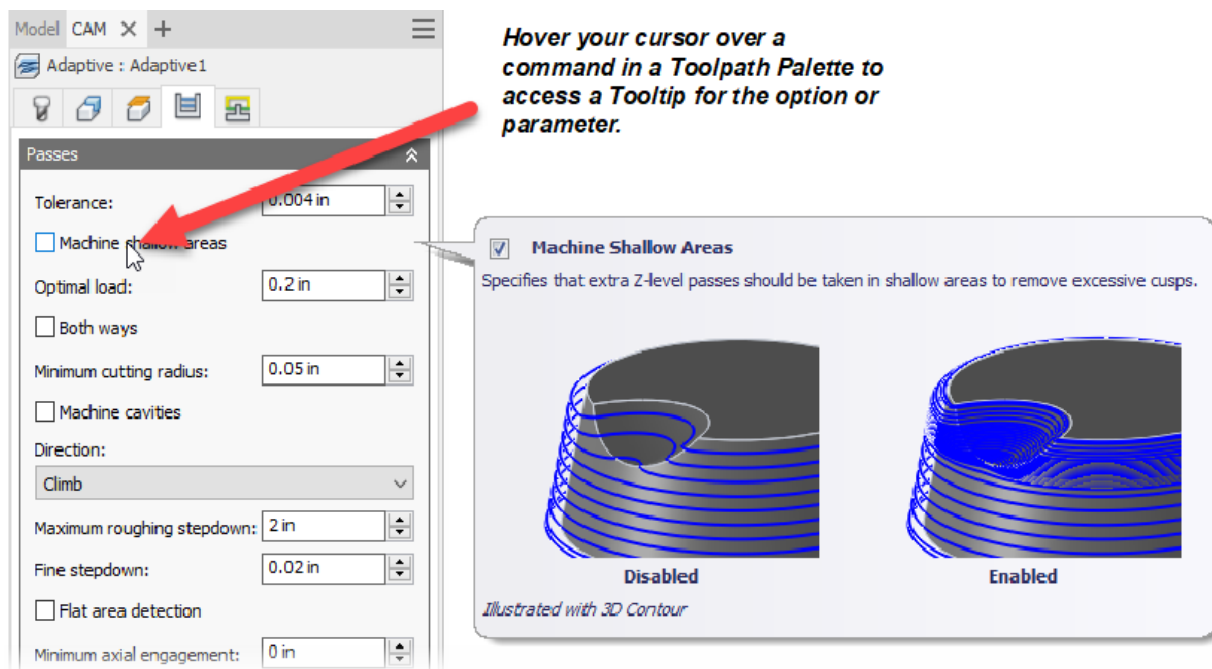 Model CAM
Adaptive : Adaptive1
Passes
Tolerance: 0.004 in
Machine shallow areas
Optimal load: 0.2 in
Both ways
Minimum cutting radius: 0.05 in
Machine cavities
Direction:
Climb
Maximum roughing stepdown: 2 in
Fine stepdown: 0.02 in
Flat area detection
Minimum axial engagement: 0 in
Hover your cursor over a
command in a Toolpath Palette to
access a Tooltip for the option or
parameter.
Machine Shallow Areas
Specifies that extra Z-level passes should be taken in shallow areas to remove excessive cusps.
Disabled
Enabled
Illustrated with 3D Contour